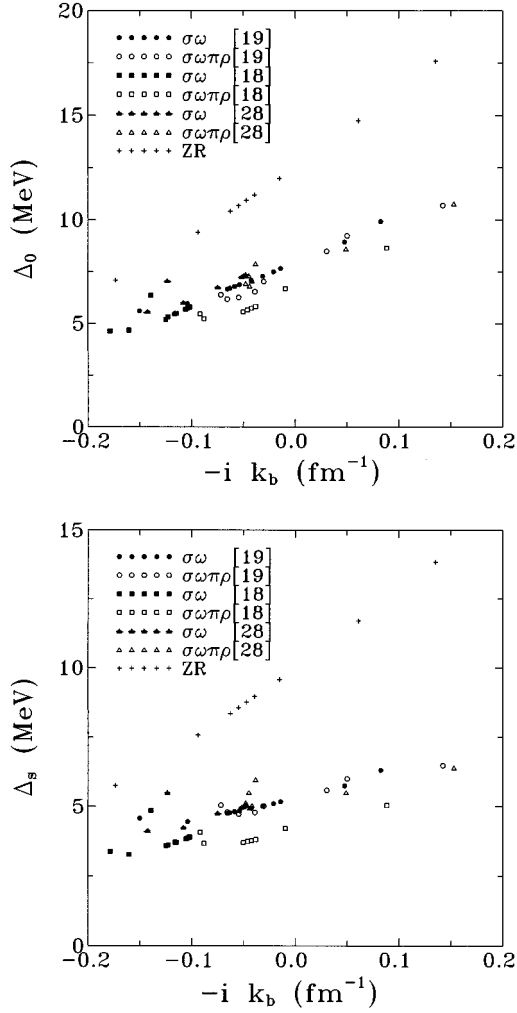 20
15
10
5
0
Δ₀ (MeV)
σω [19]
σωπρ[19]
σω [18]
σωπρ[18]
σω [28]
σωπρ[28]
ZR
−0.2 −0.1 0.0 0.1 0.2
−i k_b (fm⁻¹)
15
10
5
0
Δₛ (MeV)
σω [19]
σωπρ[19]
σω [18]
σωπρ[18]
σω [28]
σωπρ[28]
ZR
−0.2 −0.1 0.0 0.1 0.2
−i k_b (fm⁻¹)